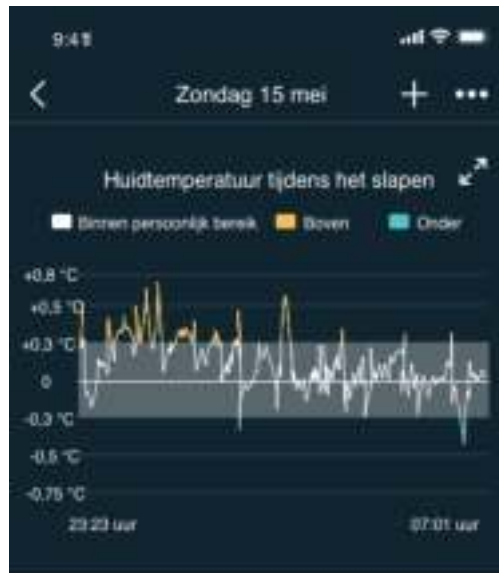 9:41
Zondag 15 mei
Huidtemperatuur tijdens het slapen
Binnen persoonlijk bereik Boven Onder
+0,8 °C
+0,5 °C
+0,3 °C
0
-0,3 °C
-0,5 °C
-0,75 °C
23:23 uur 07:01 uur